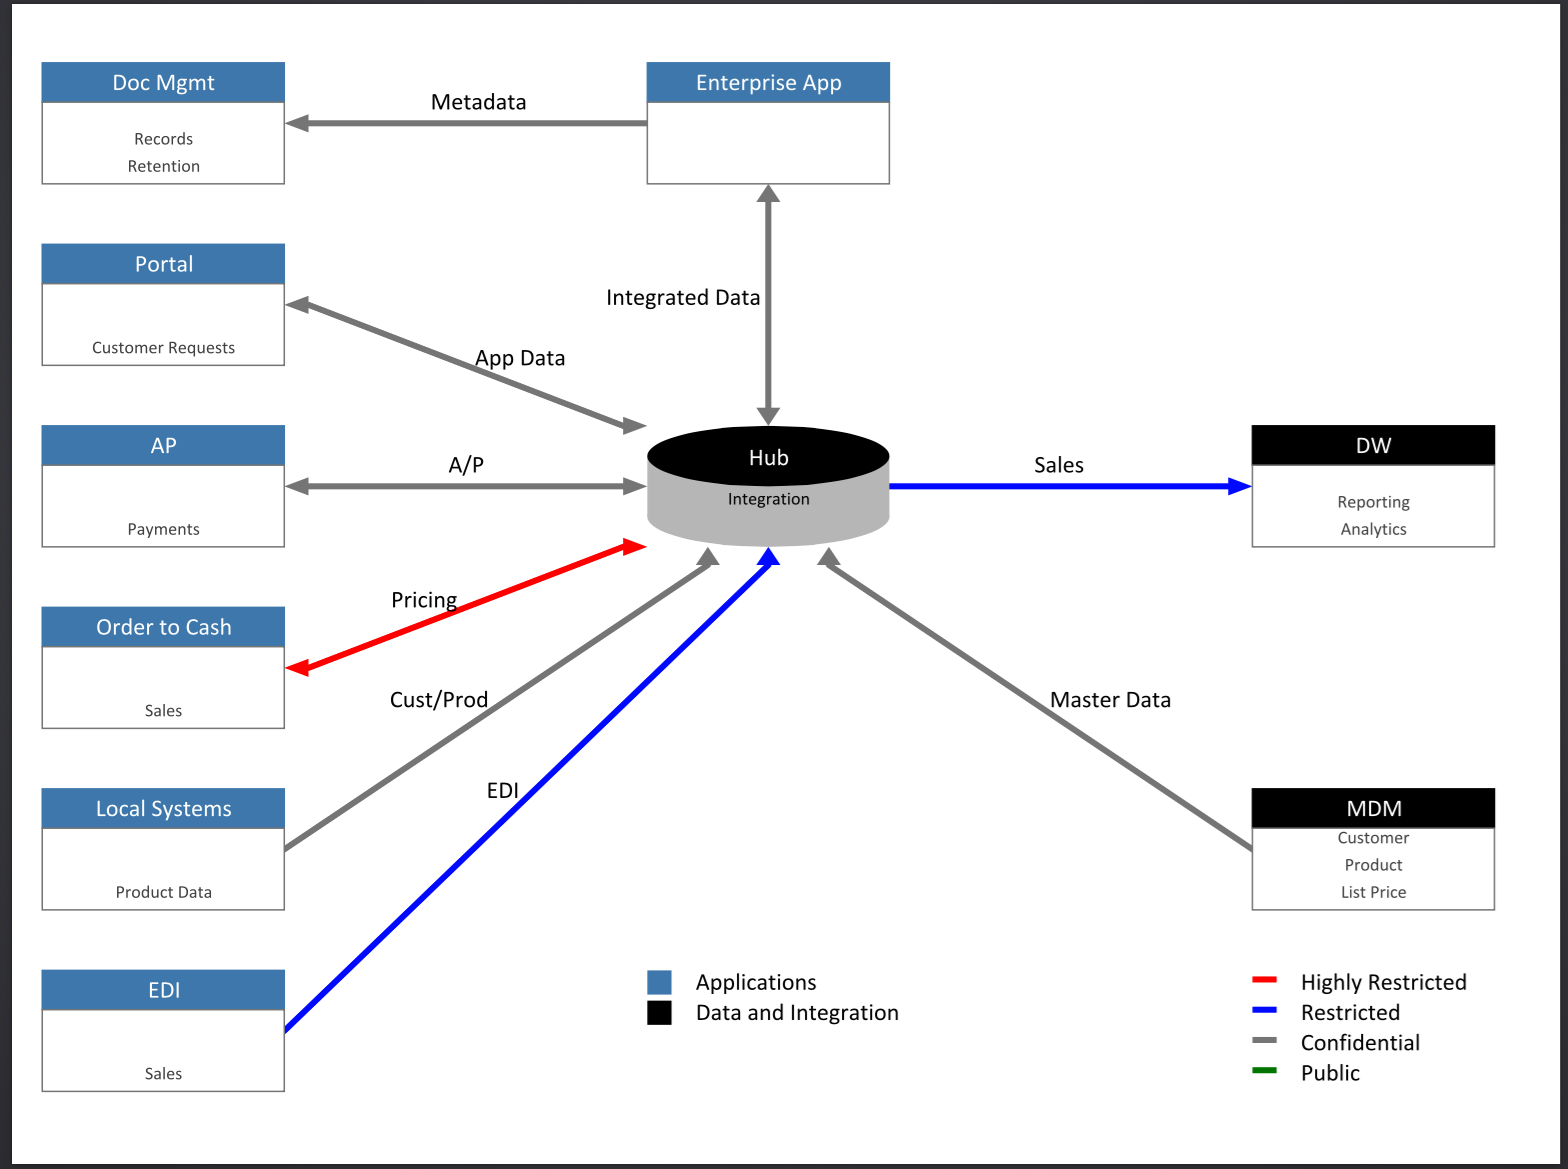 Doc Mgmt
Records
Retention
Metadata
Enterprise App
Portal
Customer Requests
Integrated Data
App Data
AP
Payments
A/P
Hub
Integration
Sales
DW
Reporting
Analytics
Pricing
Order to Cash
Sales
Cust/Prod
Master Data
Local Systems
Product Data
EDI
MDM
Customer
Product
List Price
EDI
Sales
Applications
Data and Integration
Highly Restricted
Restricted
Confidential
Public